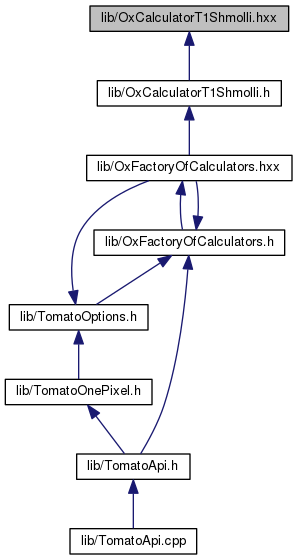 lib/OxCalculatorT1Shmolli.hxx
lib/OxCalculatorT1Shmolli.h
lib/OxFactoryOfCalculators.hxx
lib/OxFactoryOfCalculators.h
lib/TomatoOptions.h
lib/TomatoOnePixel.h
lib/TomatoApi.h
lib/TomatoApi.cpp